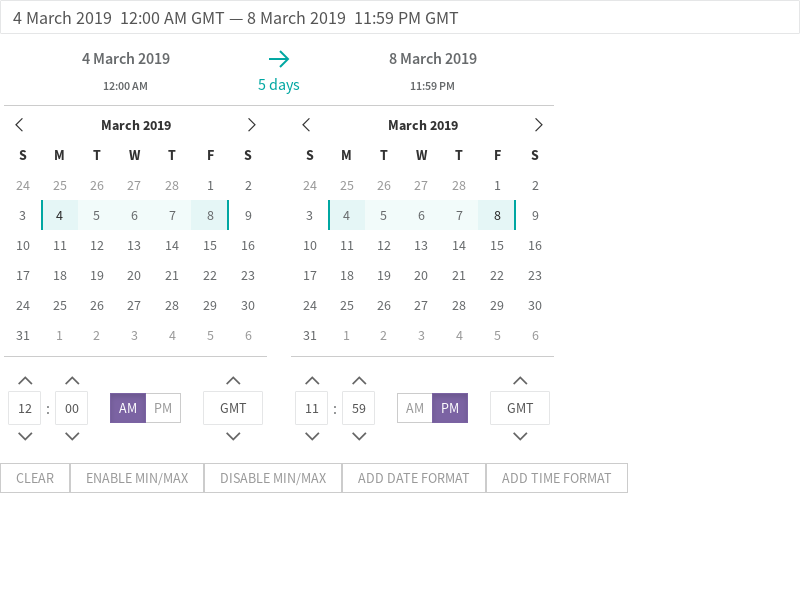 4 March 2019  12:00 AM GMT — 8 March 2019  11:59 PM GMT
4 March 2019 8 March 2019
12:00 AM 5 days 11:59 PM
March 2019 March 2019
S M T W T F S S M T W T F S
24 25 26 27 28 1 2 24 25 26 27 28 1 2
3 4 5 6 7 8 9 3 4 5 6 7 8 9
10 11 12 13 14 15 16 10 11 12 13 14 15 16
17 18 19 20 21 22 23 17 18 19 20 21 22 23
24 25 26 27 28 29 30 24 25 26 27 28 29 30
31 1 2 3 4 5 6 31 1 2 3 4 5 6
12 : 00 AM PM GMT 11 : 59 AM PM GMT
CLEAR ENABLE MIN/MAX DISABLE MIN/MAX ADD DATE FORMAT ADD TIME FORMAT